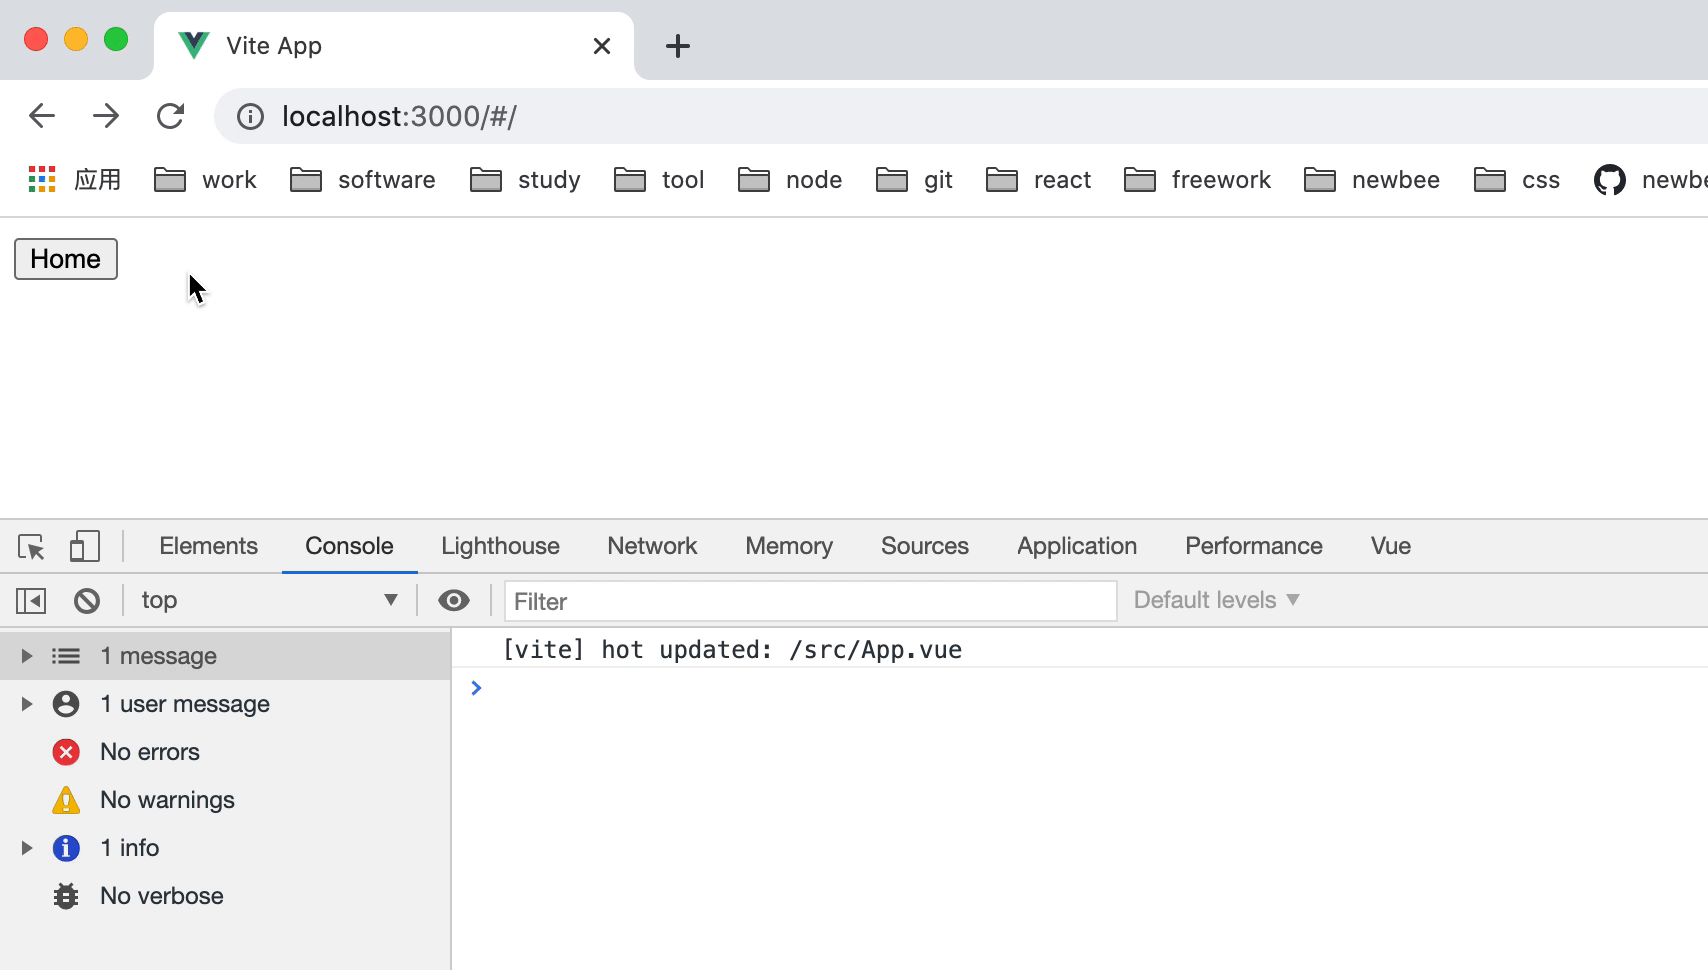 Vite App
localhost:3000/#/
应用 work software study tool node git react freework newbee css newbe
Home
Elements Console Lighthouse Network Memory Sources Application Performance Vue
top Filter Default levels
1 message
[vite] hot updated: /src/App.vue
1 user message
No errors
No warnings
1 info
No verbose